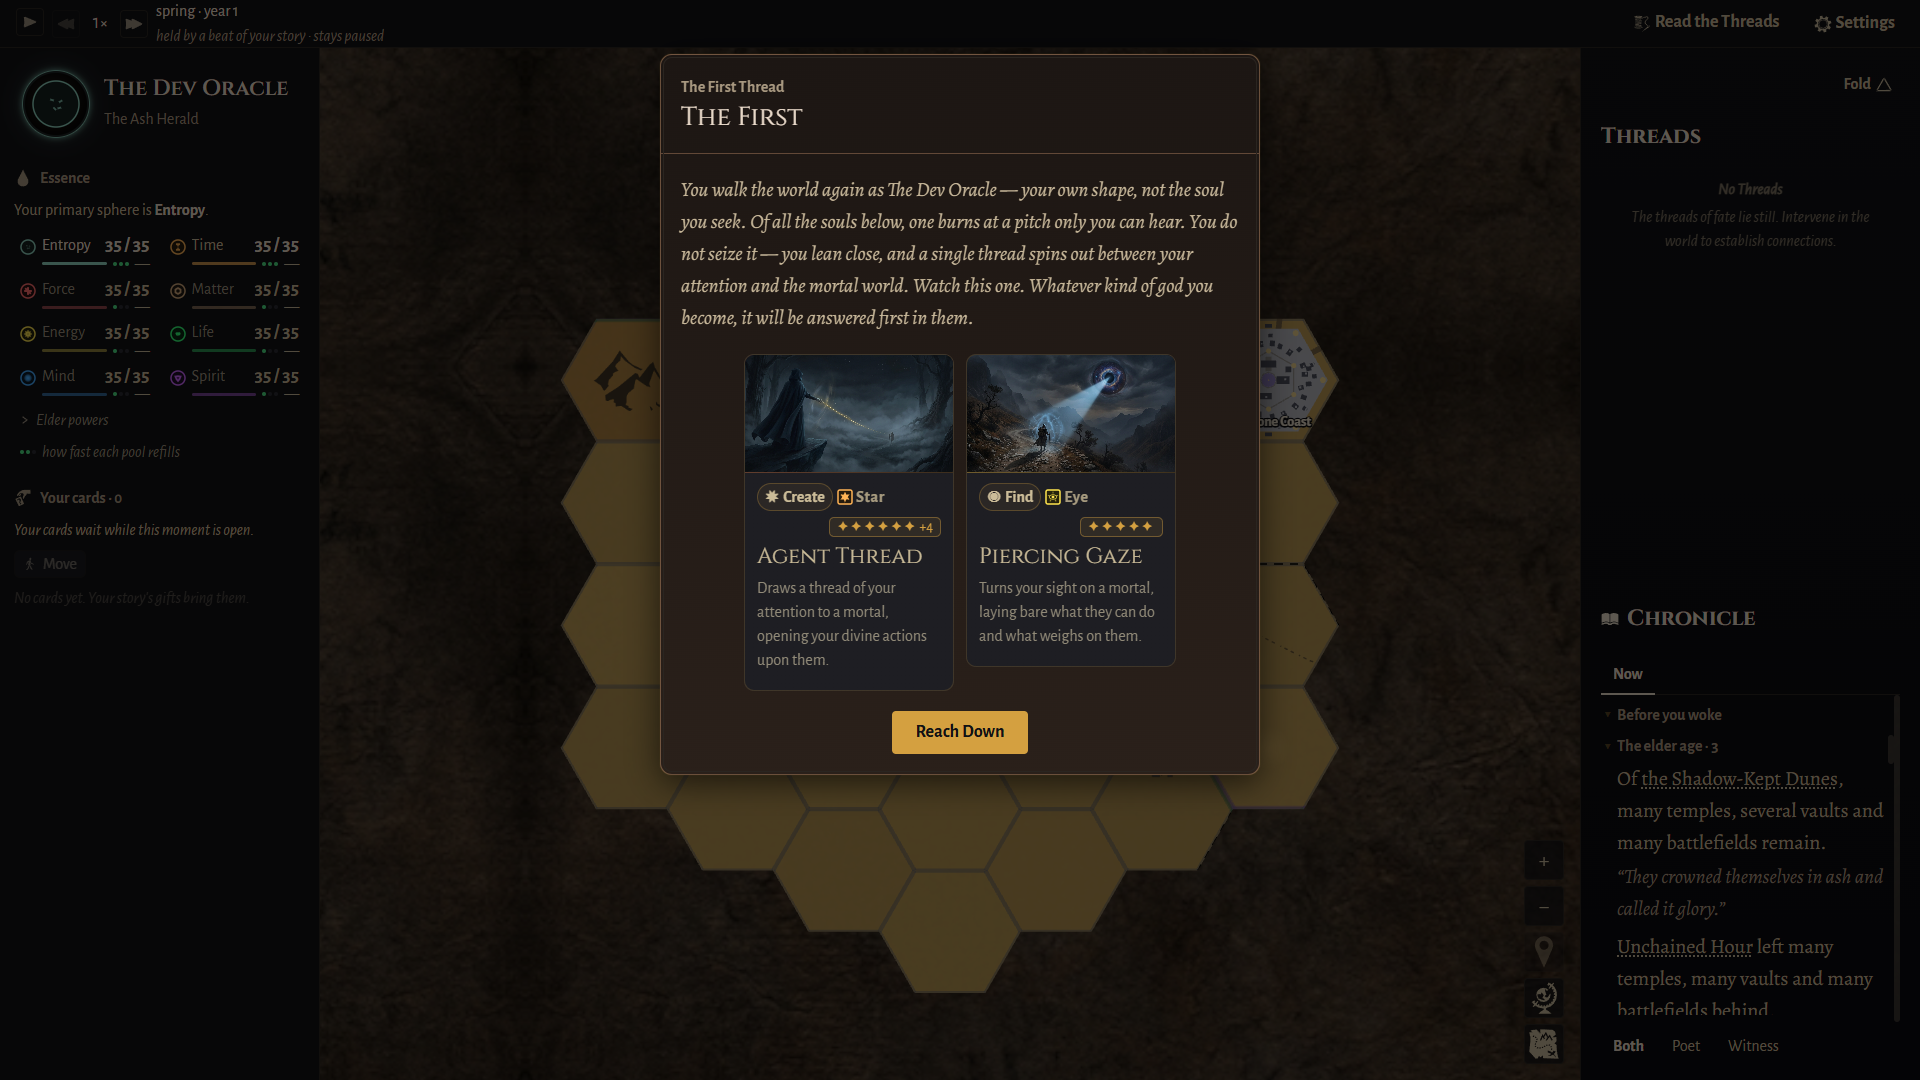 1×
spring · year 1
held by a beat of your story · stays paused
Read the Threads
Settings
The Dev Oracle
The Ash Herald
Essence
Your primary sphere is Entropy.
Entropy 35/35 Time 35/35
Force 35/35 Matter 35/35
Energy 35/35 Life 35/35
Mind 35/35 Spirit 35/35
> Elder powers
how fast each pool refills
Your cards · 0
Your cards wait while this moment is open.
Move
No cards yet. Your story's gifts bring them.
The First Thread
The First
You walk the world again as The Dev Oracle — your own shape, not the soul
you seek. Of all the souls below, one burns at a pitch only you can hear. You do
not seize it — you lean close, and a single thread spins out between your
attention and the mortal world. Watch this one. Whatever kind of god you
become, it will be answered first in them.
Create Star
+4
Agent Thread
Draws a thread of your
attention to a mortal,
opening your divine actions
upon them.
Find Eye
Piercing Gaze
Turns your sight on a mortal,
laying bare what they can do
and what weighs on them.
Reach Down
Coast
Fold
Threads
No Threads
The threads of fate lie still. Intervene in the
world to establish connections.
Chronicle
Now
Before you woke
The elder age · 3
Of the Shadow-Kept Dunes,
many temples, several vaults and
many battlefields remain.
“They crowned themselves in ash and
called it glory.”
Unchained Hour left many
temples, many vaults and many
battlefields behind
+
−
Both Poet Witness